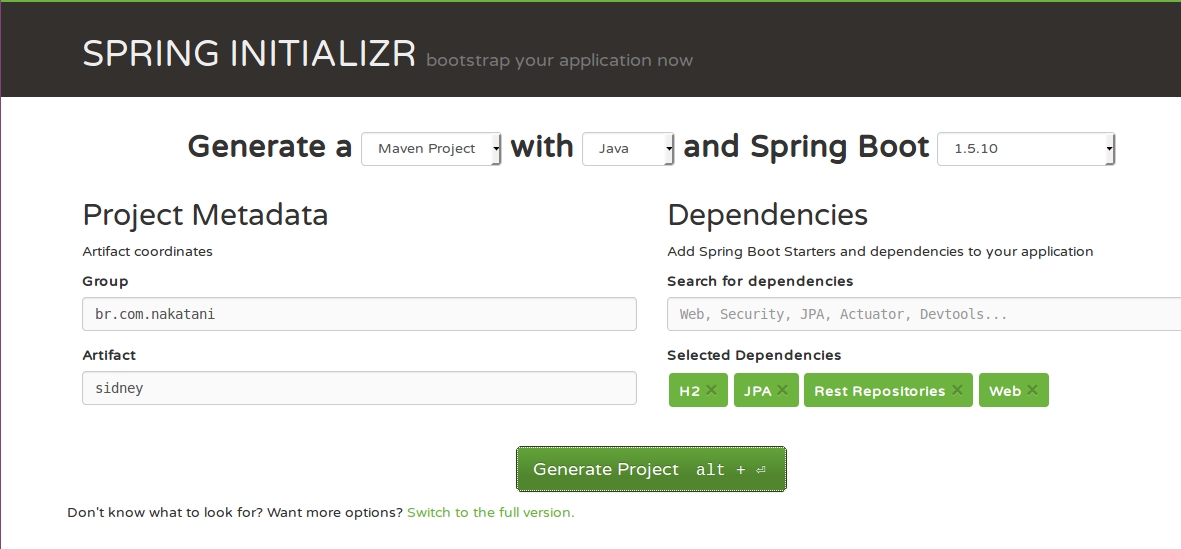 SPRING INITIALIZR bootstrap your application now
Generate a Maven Project with Java and Spring Boot 1.5.10
Project Metadata
Artifact coordinates
Group
br.com.nakatani
Artifact
sidney
Dependencies
Add Spring Boot Starters and dependencies to your application
Search for dependencies
Web, Security, JPA, Actuator, Devtools...
Selected Dependencies
H2 × JPA × Rest Repositories × Web ×
Generate Project alt + ⏎
Don't know what to look for? Want more options? Switch to the full version.